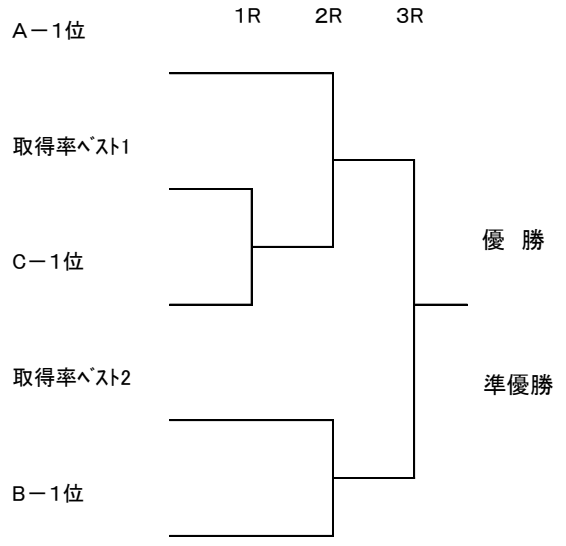 1R 2R 3R
A－1位
取得率ﾍﾞｽﾄ1
優　勝
C－1位
取得率ﾍﾞｽﾄ2
準優勝
B－1位